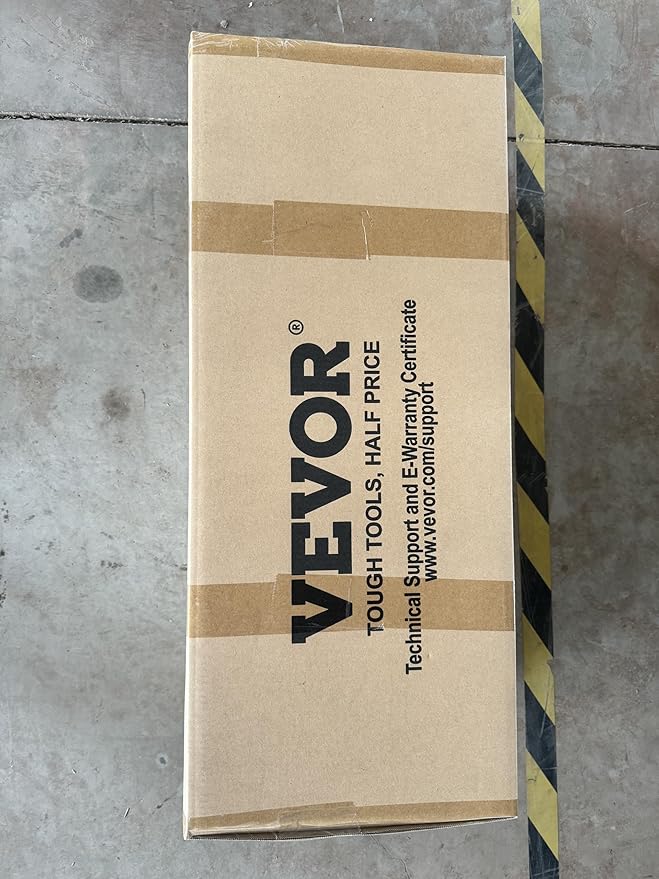 VEVOR®
TOUGH TOOLS, HALF PRICE
Technical Support and E-Warranty Certificate
www.vevor.com/support